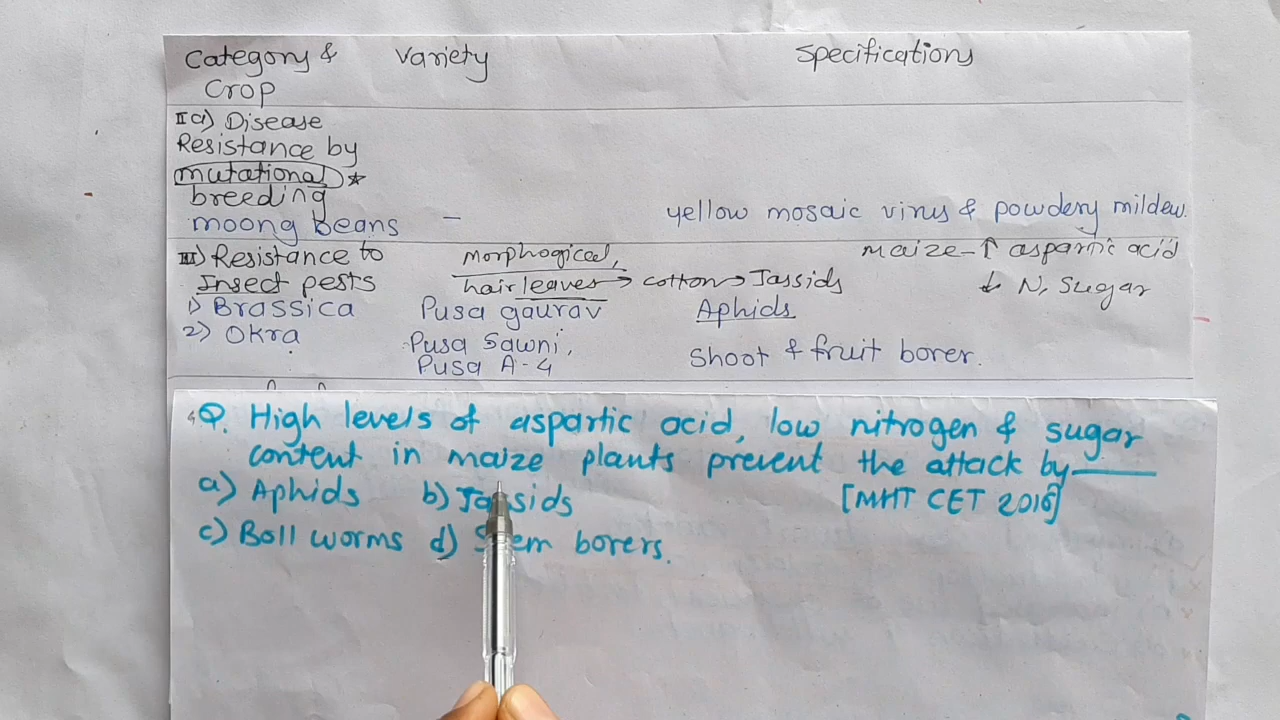 Category & Variety Specifications
Crop
II a) Disease
Resistance by
mutational ☆
breeding
moong beans – yellow mosaic virus & powdery mildew.
III) Resistance to morphogical, maize-↑ aspartic acid
Insect pests hair leaves → cotton → Jassids ↓ N, Sugar
1) Brassica Pusa gaurav Aphids
2) Okra Pusa Sawni, Shoot & fruit borer.
Pusa A-4
Q. High levels of aspartic acid, low nitrogen & sugar
content in maize plants prevent the attack by
a) Aphids b) Jassids [MHT CET 2016]
c) Boll worms d) Stem borers.